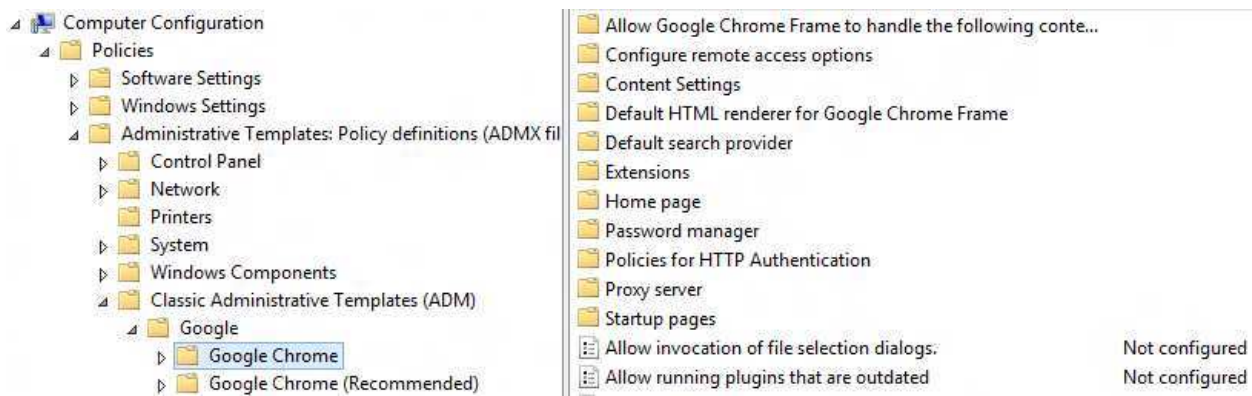 Computer Configuration
Policies
Software Settings
Windows Settings
Administrative Templates: Policy definitions (ADMX fil
Control Panel
Network
Printers
System
Windows Components
Classic Administrative Templates (ADM)
Google
Google Chrome
Google Chrome (Recommended)
Allow Google Chrome Frame to handle the following conte...
Configure remote access options
Content Settings
Default HTML renderer for Google Chrome Frame
Default search provider
Extensions
Home page
Password manager
Policies for HTTP Authentication
Proxy server
Startup pages
Allow invocation of file selection dialogs. Not configured
Allow running plugins that are outdated Not configured